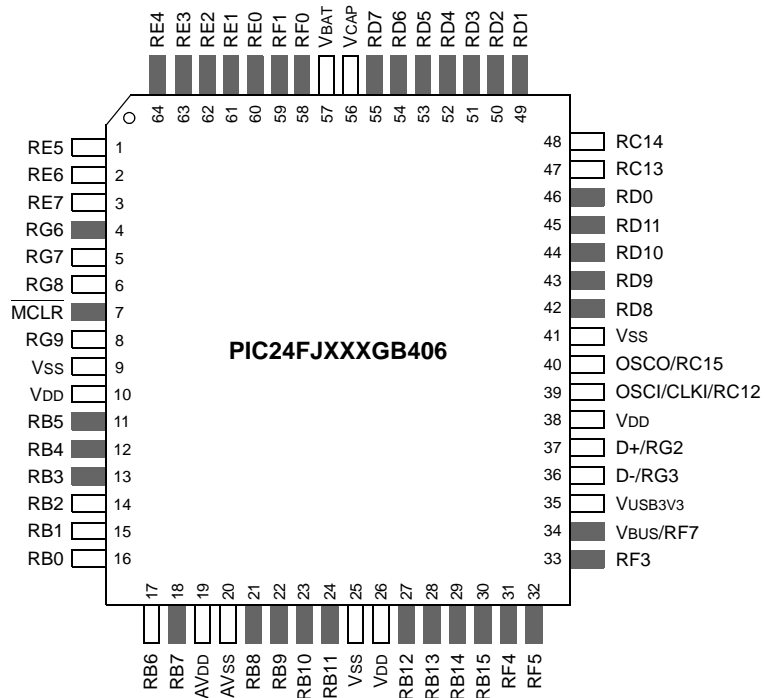 RE4 RE3 RE2 RE1 RE0 RF1 RF0 VBAT VCAP RD7 RD6 RD5 RD4 RD3 RD2 RD1
64 63 62 61 60 59 58 57 56 55 54 53 52 51 50 49
RE5 1
RE6 2
RE7 3
RG6 4
RG7 5
RG8 6
MCLR 7
RG9 8
VSS 9
VDD 10
RB5 11
RB4 12
RB3 13
RB2 14
RB1 15
RB0 16
PIC24FJXXXGB406
48 RC14
47 RC13
46 RD0
45 RD11
44 RD10
43 RD9
42 RD8
41 VSS
40 OSCO/RC15
39 OSCI/CLKI/RC12
38 VDD
37 D+/RG2
36 D-/RG3
35 VUSB3V3
34 VBUS/RF7
33 RF3
17 18 19 20 21 22 23 24 25 26 27 28 29 30 31 32
RB6 RB7 AVDD AVSS RB8 RB9 RB10 RB11 VSS VDD RB12 RB13 RB14 RB15 RF4 RF5